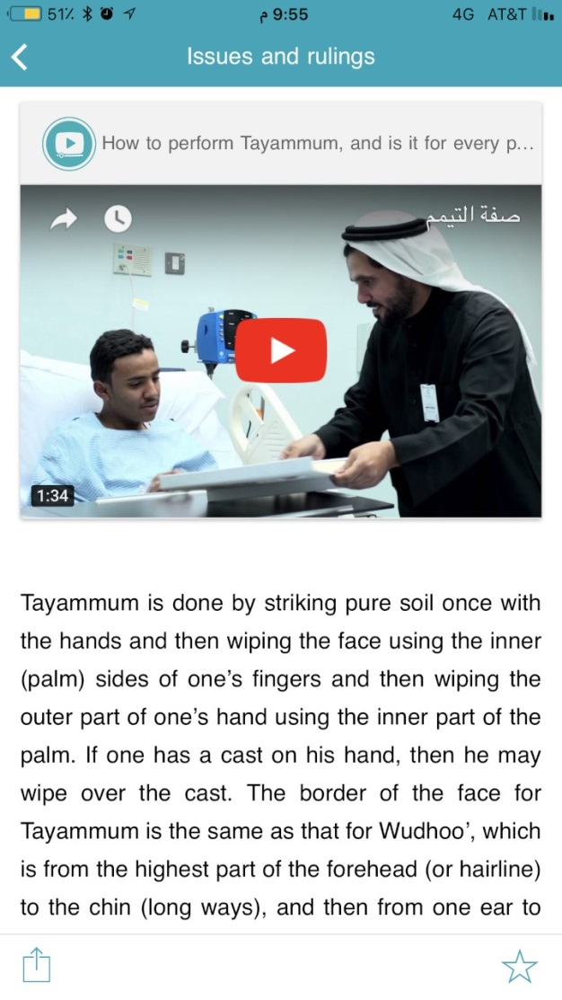 51%
9:55 م
4G AT&T
Issues and rulings
How to perform Tayammum, and is it for every p...
صفة التيمم
1:34
Tayammum is done by striking pure soil once with
the hands and then wiping the face using the inner
(palm) sides of one’s fingers and then wiping the
outer part of one’s hand using the inner part of the
palm. If one has a cast on his hand, then he may
wipe over the cast. The border of the face for
Tayammum is the same as that for Wudhoo’, which
is from the highest part of the forehead (or hairline)
to the chin (long ways), and then from one ear to